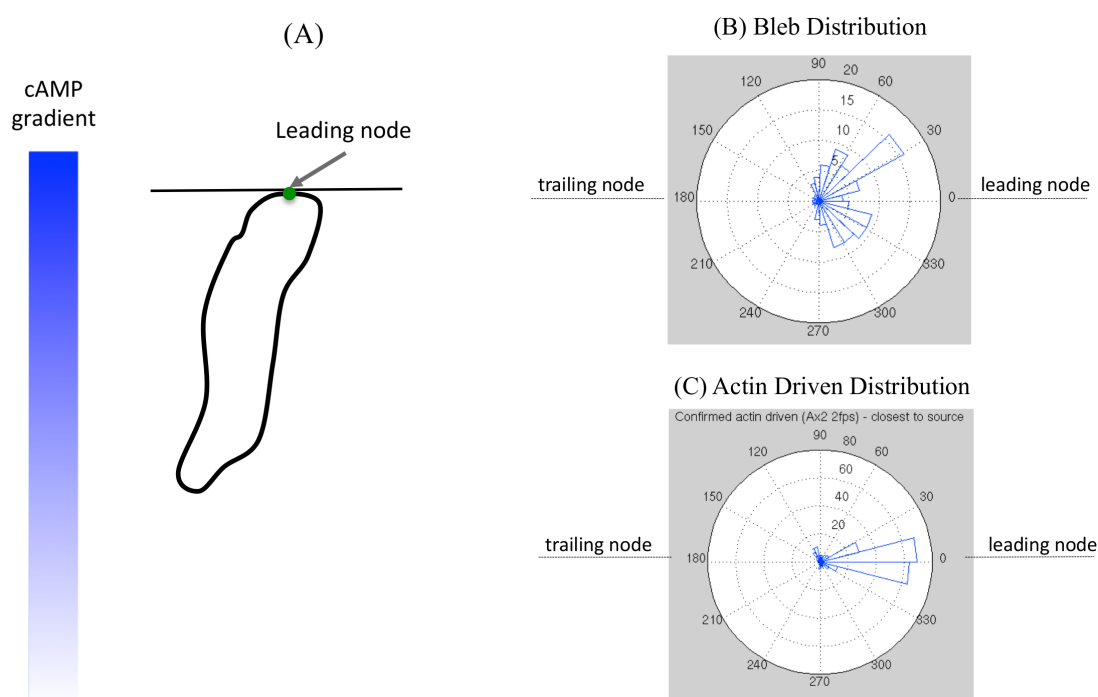 (A)
cAMP
gradient
Leading node
(B) Bleb Distribution
90
20
120
60
15
10
150
30
5
trailing node
180
0
leading node
210
330
240
300
270
(C) Actin Driven Distribution
Confirmed actin driven (Ax2 2fps) - closest to source
90
80
120
60
60
40
150
30
20
trailing node
180
0
leading node
210
330
240
300
270